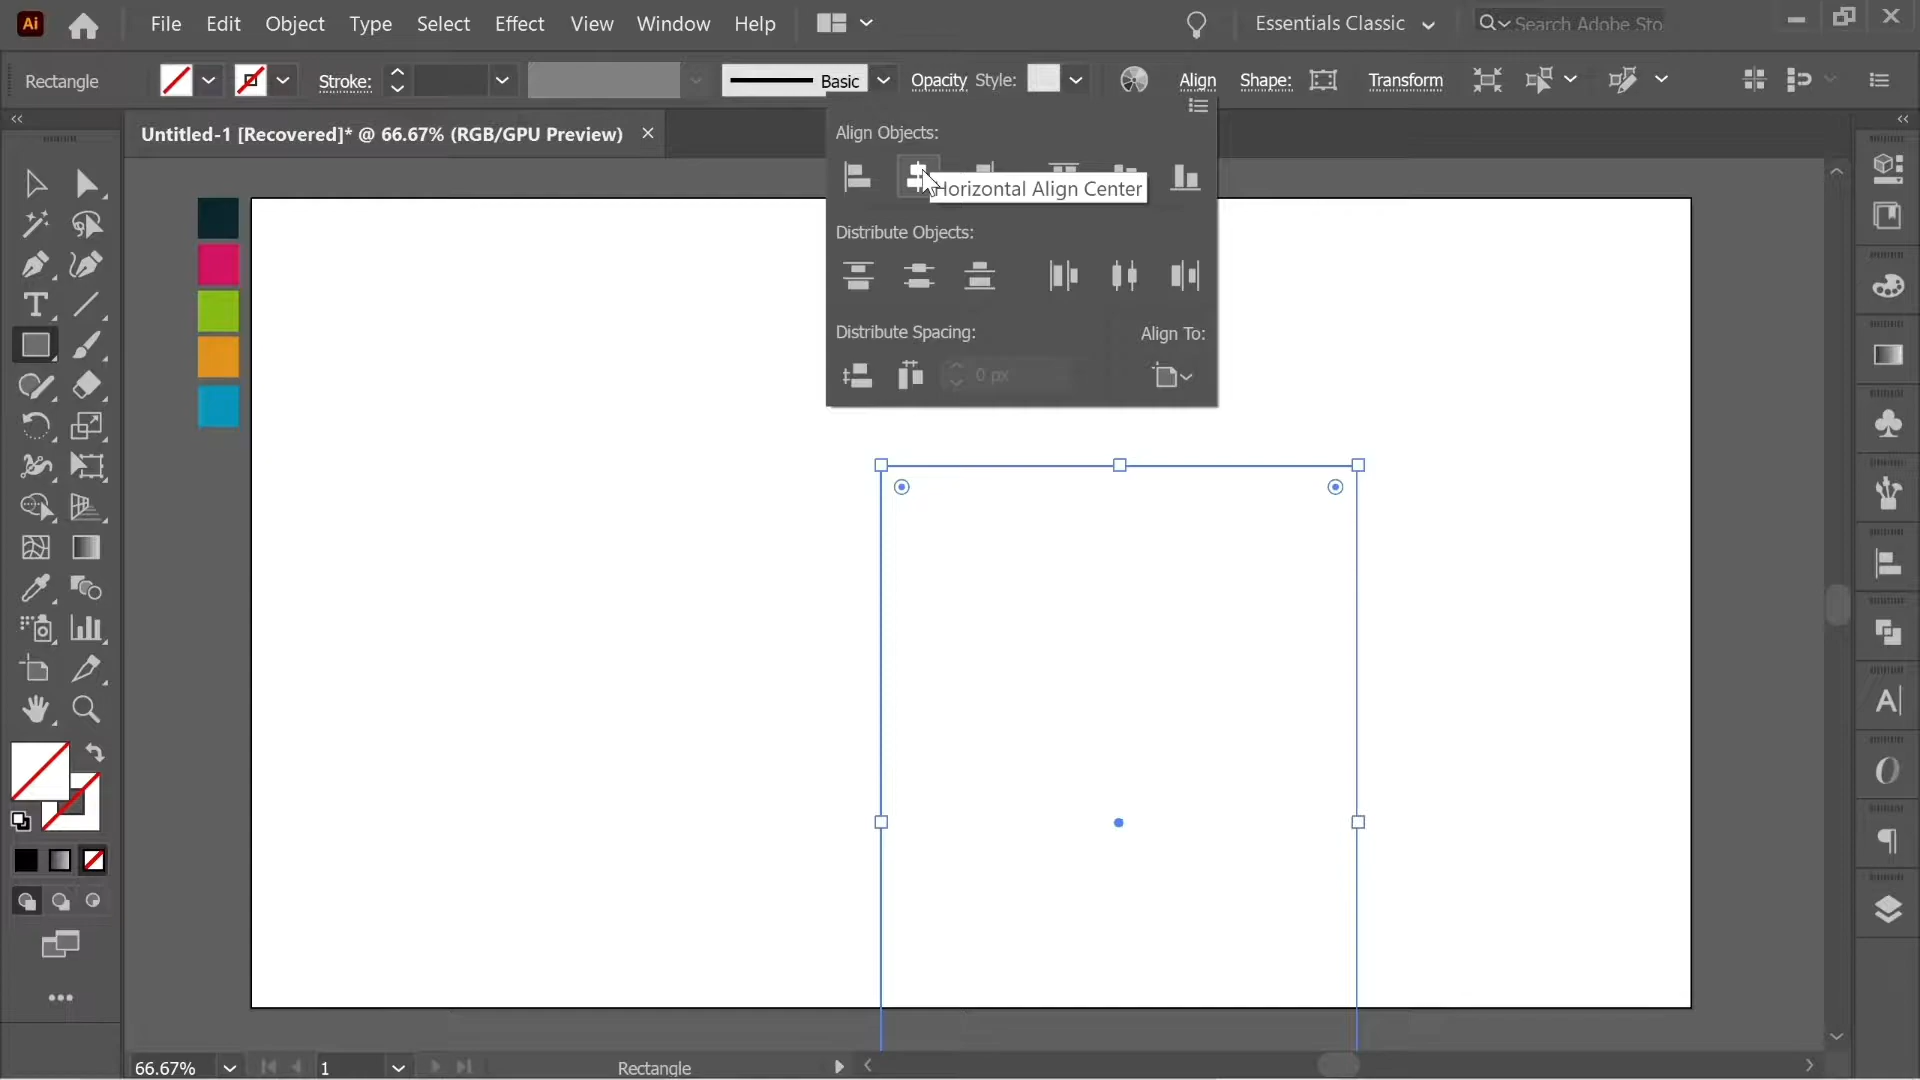 Ai File Edit Object Type Select Effect View Window Help Essentials Classic Search Adobe Sto
Rectangle Stroke: Basic Opacity Style: Align Shape: Transform
Untitled-1 [Recovered]* @ 66.67% (RGB/GPU Preview)
Align Objects:
Horizontal Align Center
Distribute Objects:
Distribute Spacing: Align To:
0 px
66.67% 1 Rectangle